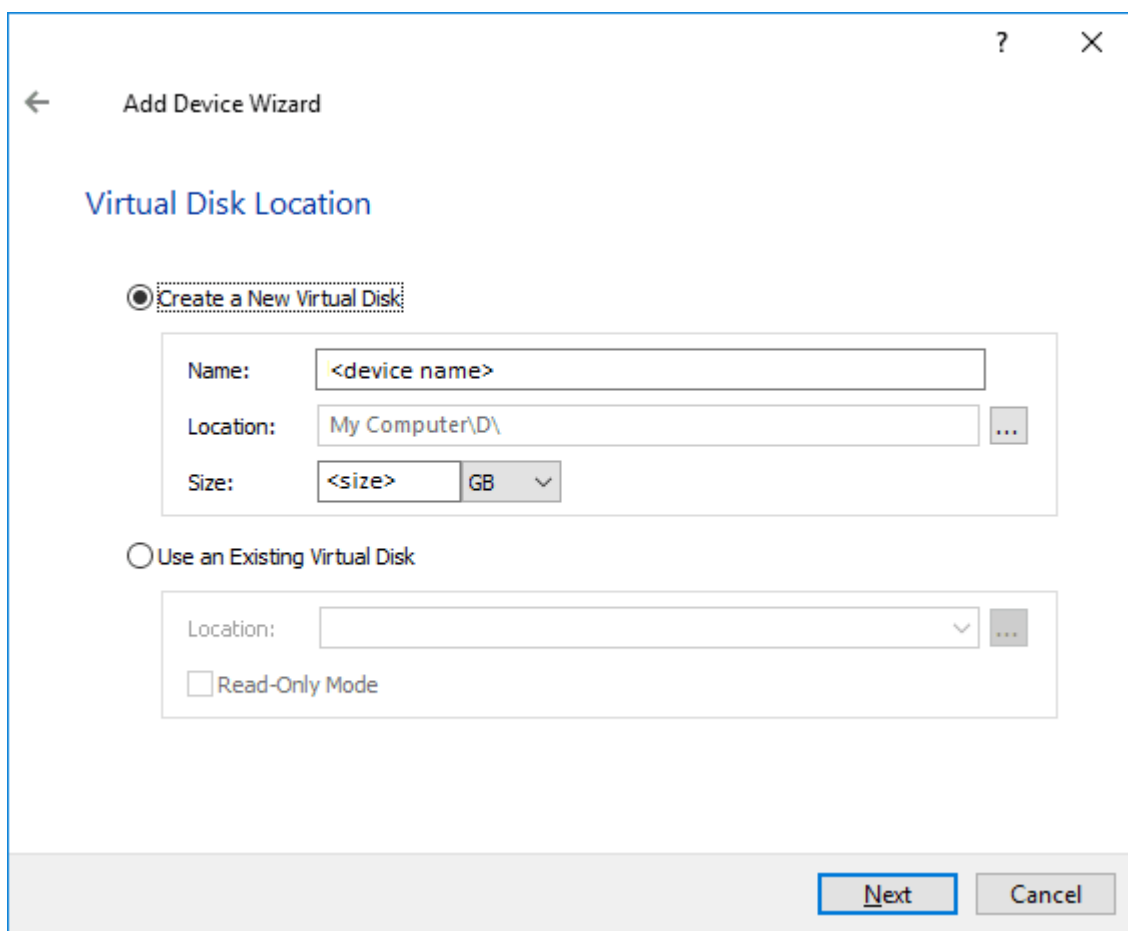 ?
Add Device Wizard
Virtual Disk Location
Create a New Virtual Disk
Name: <device name>
Location: My Computer\D\ ...
Size: <size> GB
Use an Existing Virtual Disk
Location: ...
Read-Only Mode
Next Cancel